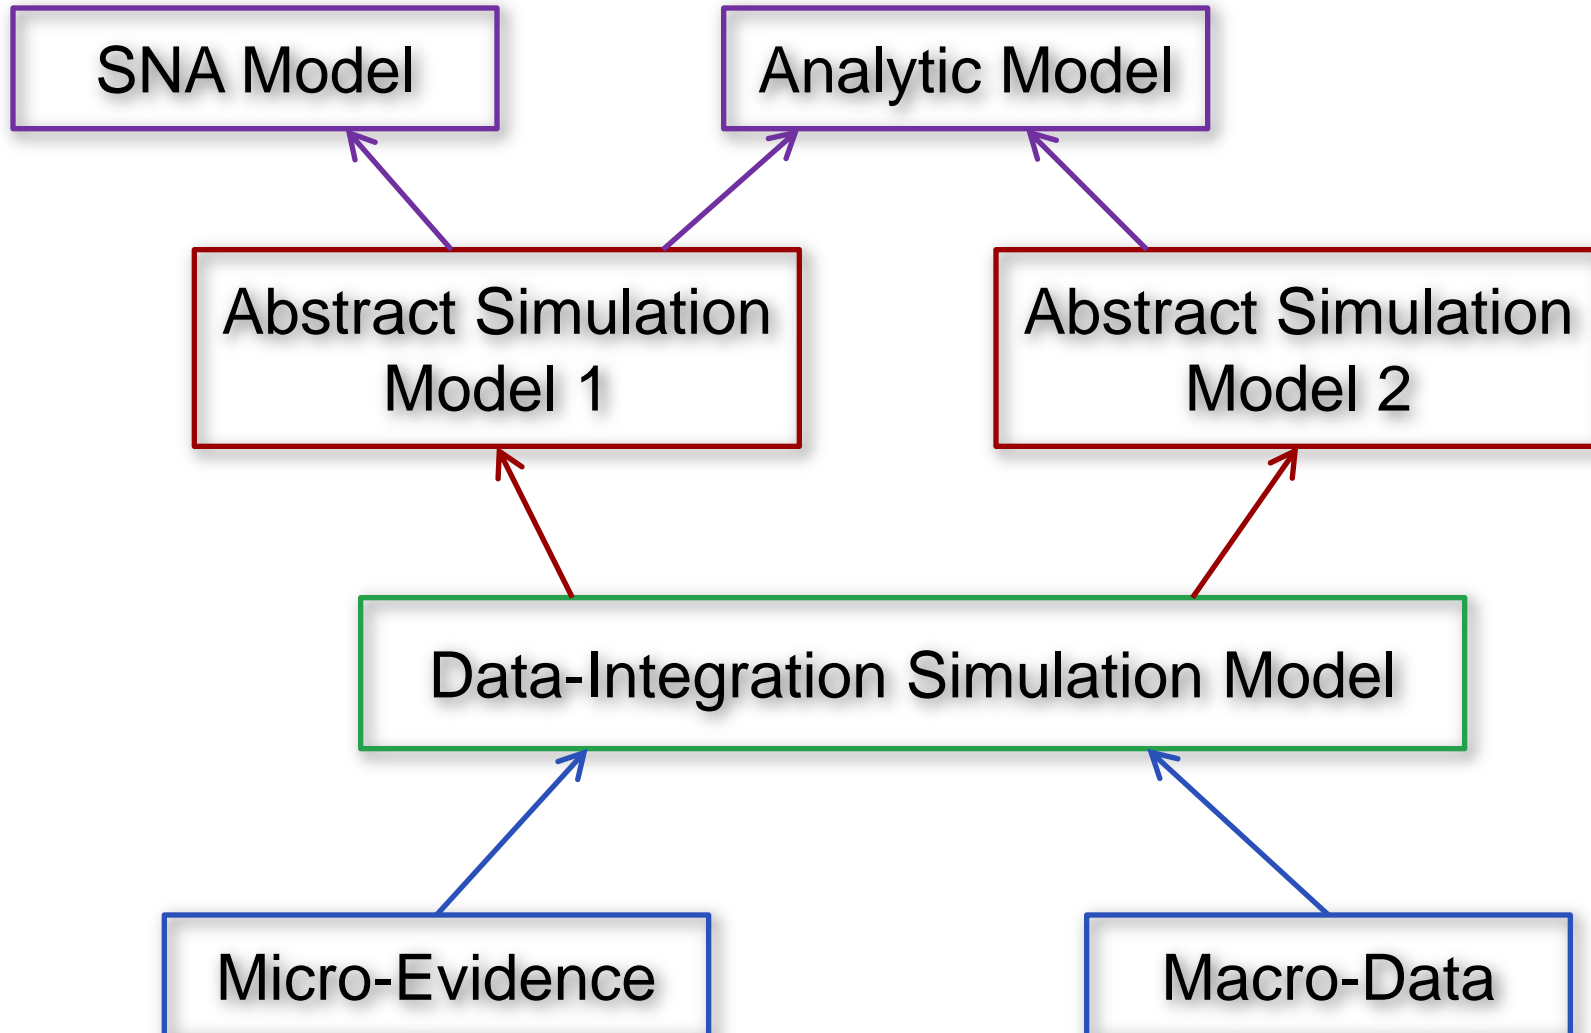 SNA Model
Analytic Model
Abstract Simulation
Model 1
Abstract Simulation
Model 2
Data-Integration Simulation Model
Micro-Evidence
Macro-Data